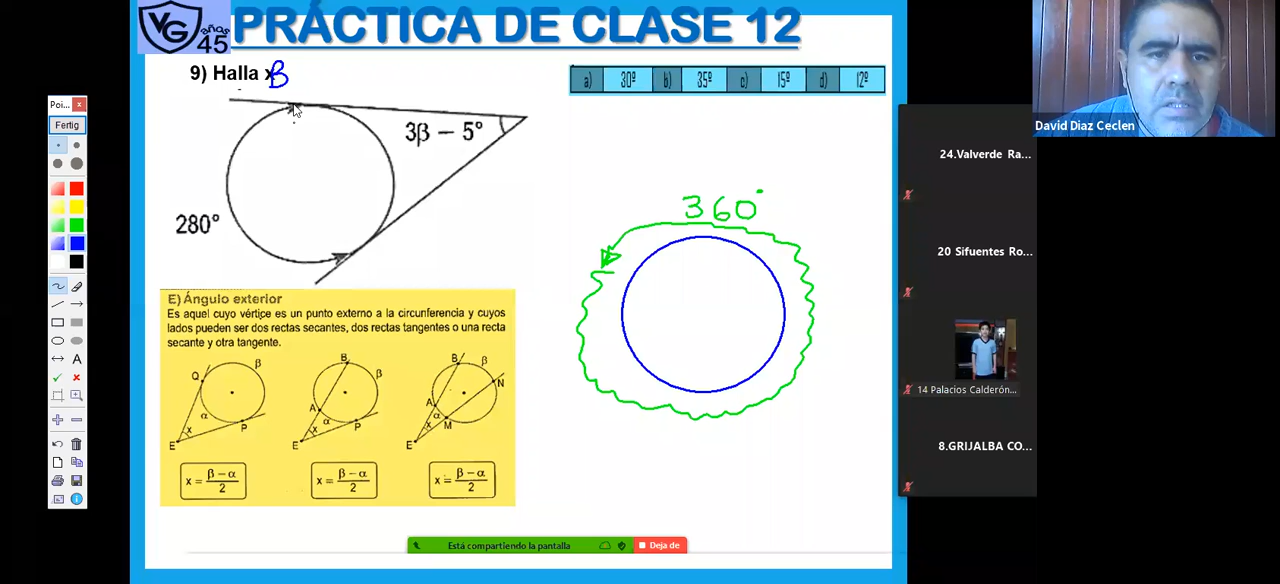 VG
años
45
PRÁCTICA DE CLASE 12
9) Halla x β
a) 30º b) 35º c) 15º d) 12º
3β – 5°
280°
360°
E) Ángulo exterior
Es aquel cuyo vértice es un punto externo a la circunferencia y cuyos
lados pueden ser dos rectas secantes, dos rectas tangentes o una recta
secante y otra tangente.
Q β α x E P
B β A α x E P
B β N A α x M E
x = β – α / 2
x = β – α / 2
x = β – α / 2
Poi...
Fertig
A
David Diaz Ceclen
24.Valverde Ra...
20 Sifuentes Ro...
14 Palacios Calderón...
8.GRIJALBA CO...
Está compartiendo la pantalla
Deja de